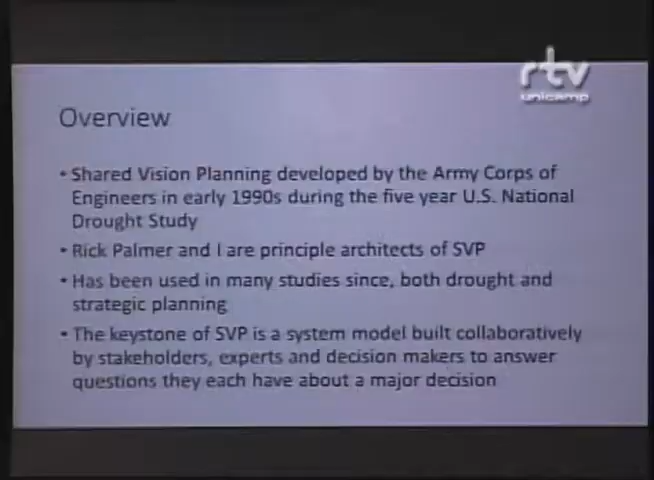 rtv
unicamp
Overview
• Shared Vision Planning developed by the Army Corps of
Engineers in early 1990s during the five year U.S. National
Drought Study
• Rick Palmer and I are principle architects of SVP
• Has been used in many studies since, both drought and
strategic planning
• The keystone of SVP is a system model built collaboratively
by stakeholders, experts and decision makers to answer
questions they each have about a major decision